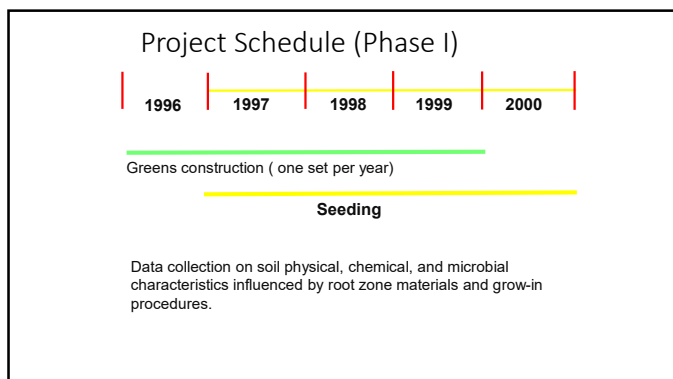 Project Schedule (Phase I)
1996 1997 1998 1999 2000
Greens construction ( one set per year)
Seeding
Data collection on soil physical, chemical, and microbial
characteristics influenced by root zone materials and grow-in
procedures.